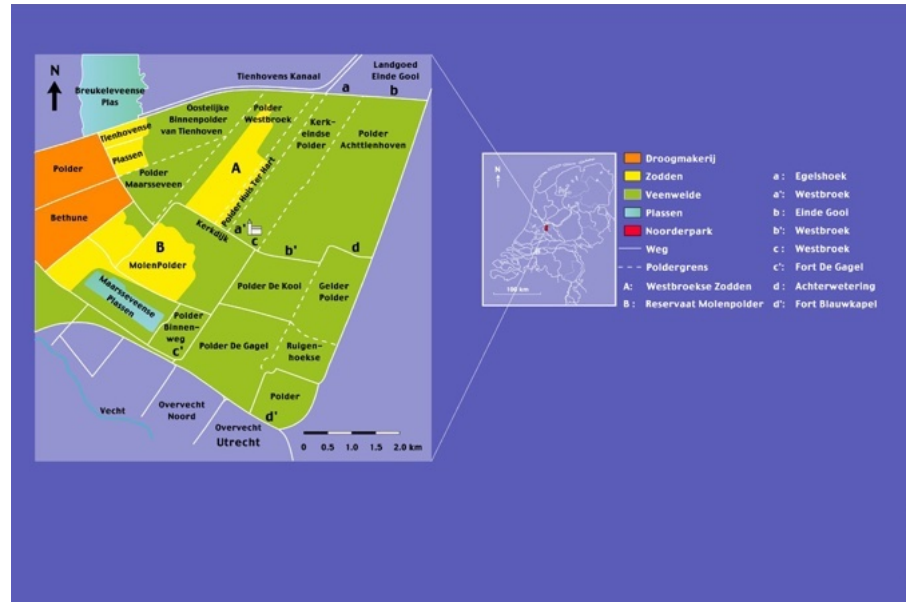 N
Breukeleveense
Plas
Tienhovens Kanaal
Landgoed
Einde Gooi
a
b
Oostelijke
Binnenpolder
van Tienhoven
Polder
Westbroek
Kerk-
eindse
Polder
Polder
Achttienhoven
Tienhovense
Plassen
Polder
Maarsseveen
A
Polder Huis Ter Hart
Polder
Bethune
Kerkdijk
a'
c
b'
d
B
MolenPolder
Maarsseveense
Plassen
Polder De Kool
Gelder
Polder
Polder
Binnen-
weg
c'
Polder De Gagel
Ruigen-
hoekse
Polder
d'
Vecht
Overvecht
Noord
Overvecht
Utrecht
0 0.5 1.0 1.5 2.0 km
N
100 km
Droogmakerij
Zodden
Veenweide
Plassen
Noorderpark
Weg
Poldergrens
A: Westbroekse Zodden
B : Reservaat Molenpolder
a : Egelshoek
a': Westbroek
b : Einde Gooi
b': Westbroek
c : Westbroek
c': Fort De Gagel
d : Achterwetering
d': Fort Blauwkapel